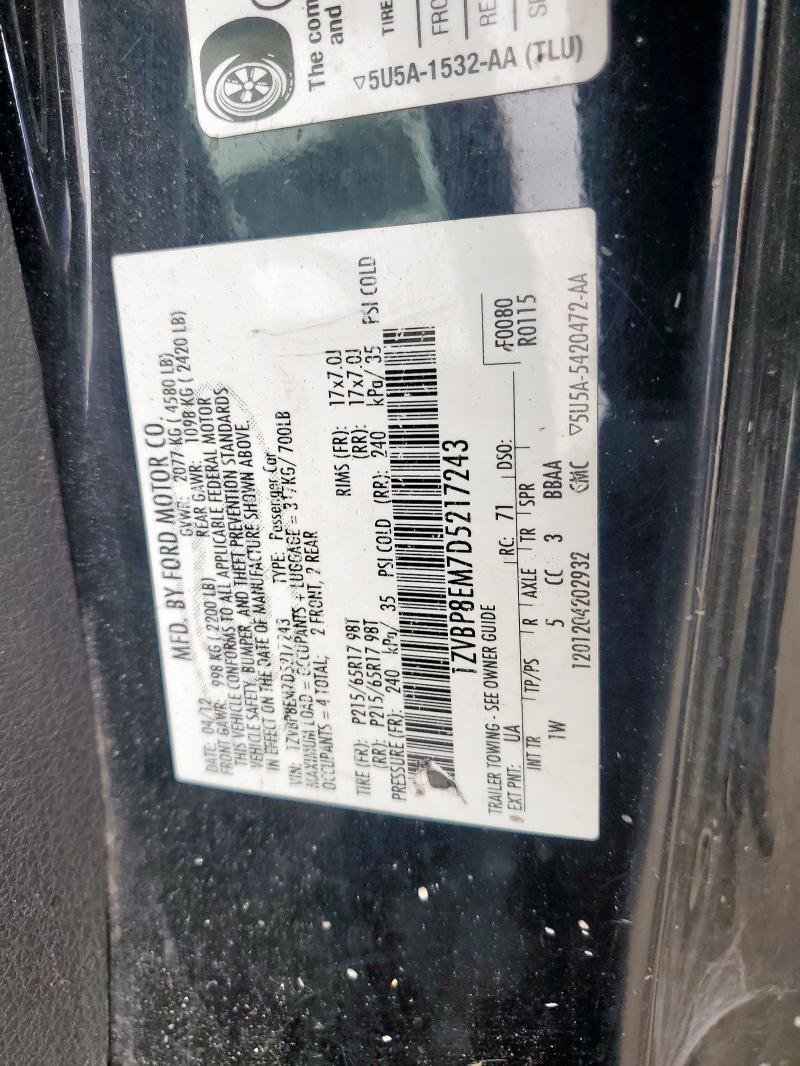 MFD. BY FORD MOTOR CO.
DATE: 04/12 GVWR: 2077 KG ( 4580 LB)
FRONT GAWR: 998 KG ( 2200 LB) REAR GAWR: 1098 KG ( 2420 LB)
THIS VEHICLE CONFORMS TO ALL APPLICABLE FEDERAL MOTOR
VEHICLE SAFETY, BUMPER, AND THEFT PREVENTION STANDARDS
IN EFFECT ON THE DATE OF MANUFACTURE SHOWN ABOVE.
VIN: 1ZVBP8EM7D5217243 TYPE: Passenger Car
MAXIMUM LOAD = OCCUPANTS + LUGGAGE = 317KG/700LB
OCCUPANTS = 4 TOTAL; 2 FRONT, 2 REAR
TIRE (FR): P215/65R17 98T RIMS (FR): 17x7.0J
(RR): P215/65R17 98T (RR): 17x7.0J
PRESSURE (FR): 240 kPa/ 35 PSI COLD (RR): 240 kPa/ 35 PSI COLD
1ZVBP8EM7D5217243
TRAILER TOWING - SEE OWNER GUIDE F0080
R0115
EXT PNT: UA RC: 71 DSO:
INT TR TP/PS R AXLE TR SPR
1W 5 CC 3 BBAA
1201204202932 CMC ▽5U5A-5420472-AA
The com
and
TIRE
FRO
RE
SP
▽5U5A-1532-AA (TLU)